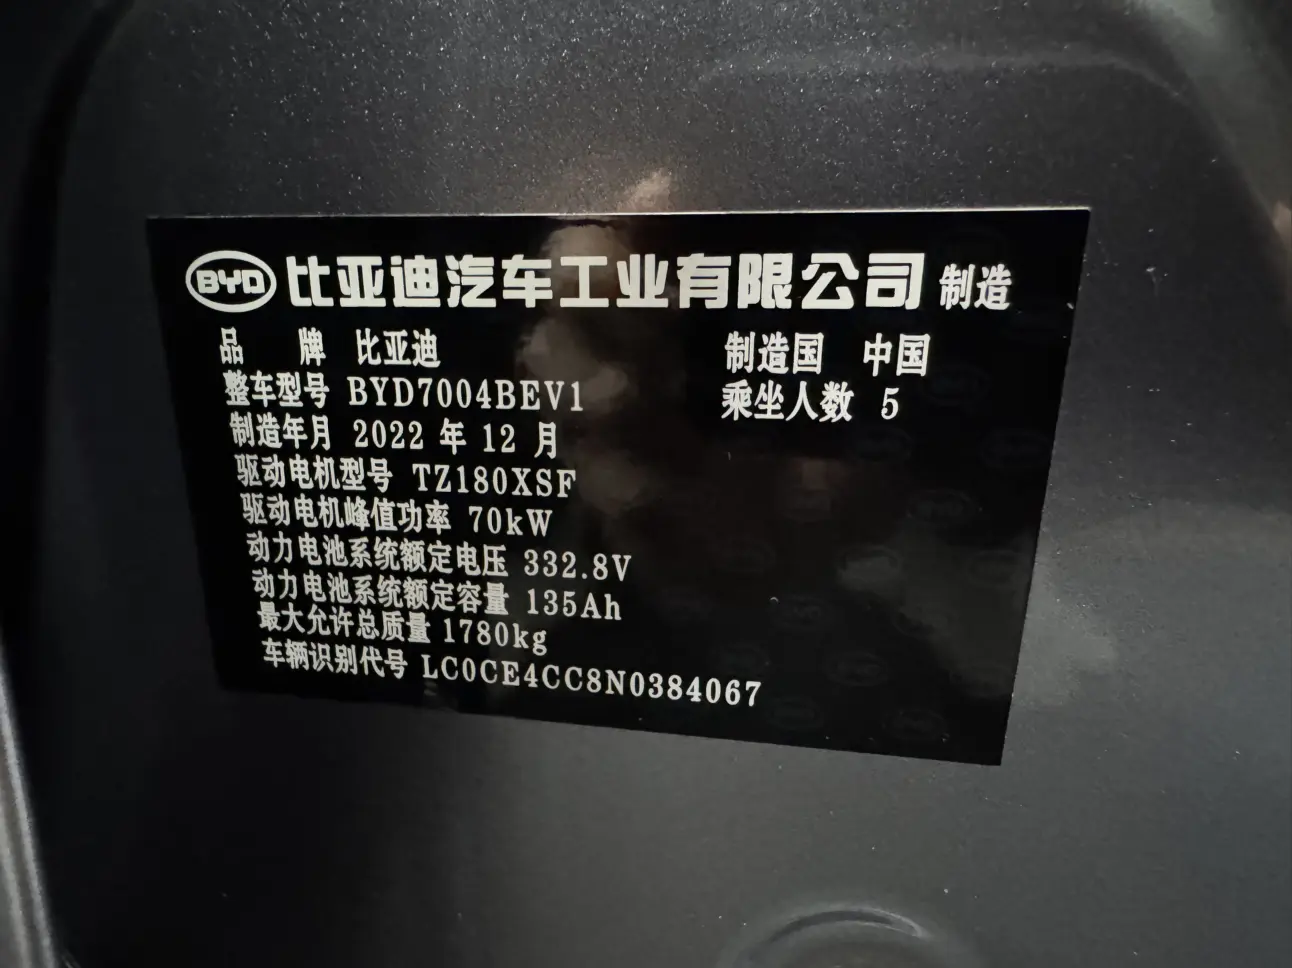 BYD 比亚迪汽车工业有限公司 制造
品 牌 比亚迪 制造国 中国
整车型号 BYD7004BEV1 乘坐人数 5
制造年月 2022 年 12 月
驱动电机型号 TZ180XSF
驱动电机峰值功率 70kW
动力电池系统额定电压 332.8V
动力电池系统额定容量 135Ah
最大允许总质量 1780kg
车辆识别代号 LC0CE4CC8N0384067